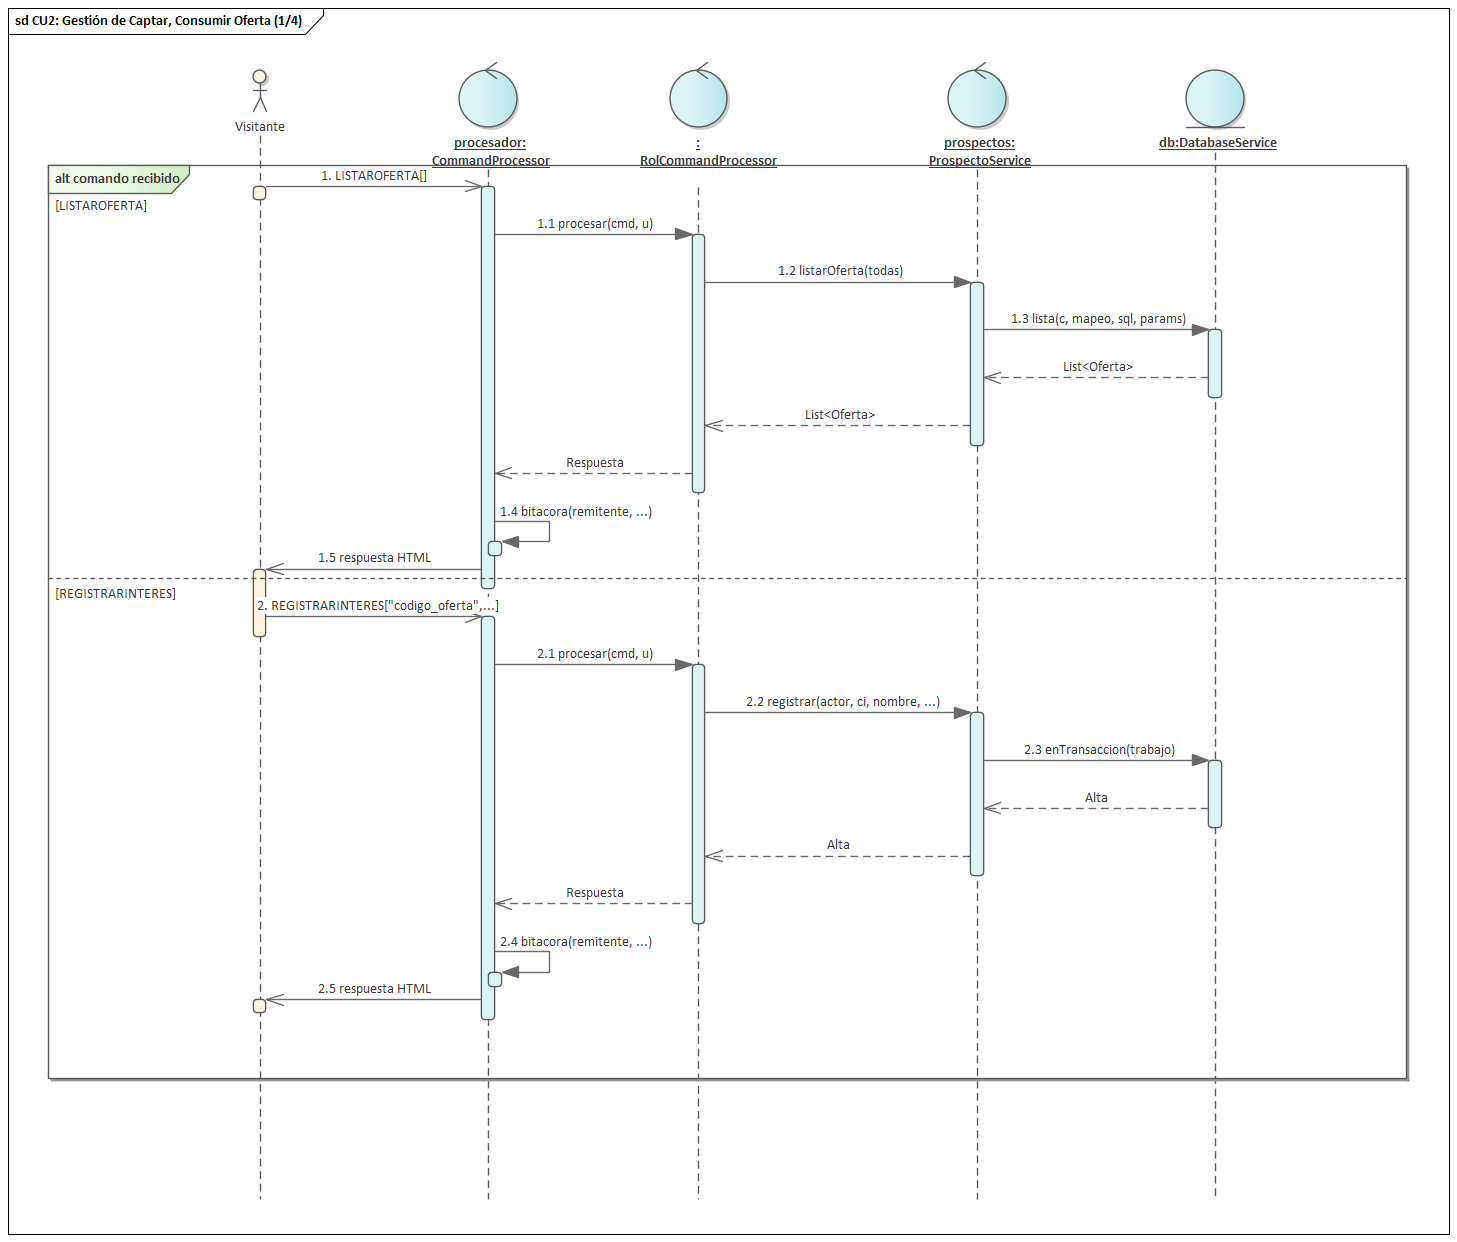 sd CU2: Gestión de Captar, Consumir Oferta (1/4)
Visitante
procesador:
CommandProcessor
:
RolCommandProcessor
prospectos:
ProspectoService
db:DatabaseService
alt comando recibido
[LISTAROFERTA]
1. LISTAROFERTA[]
1.1 procesar(cmd, u)
1.2 listarOferta(todas)
1.3 lista(c, mapeo, sql, params)
List<Oferta>
List<Oferta>
Respuesta
1.4 bitacora(remitente, ...)
1.5 respuesta HTML
[REGISTRARINTERES]
2. REGISTRARINTERES["codigo_oferta",...]
2.1 procesar(cmd, u)
2.2 registrar(actor, ci, nombre, ...)
2.3 enTransaccion(trabajo)
Alta
Alta
Respuesta
2.4 bitacora(remitente, ...)
2.5 respuesta HTML